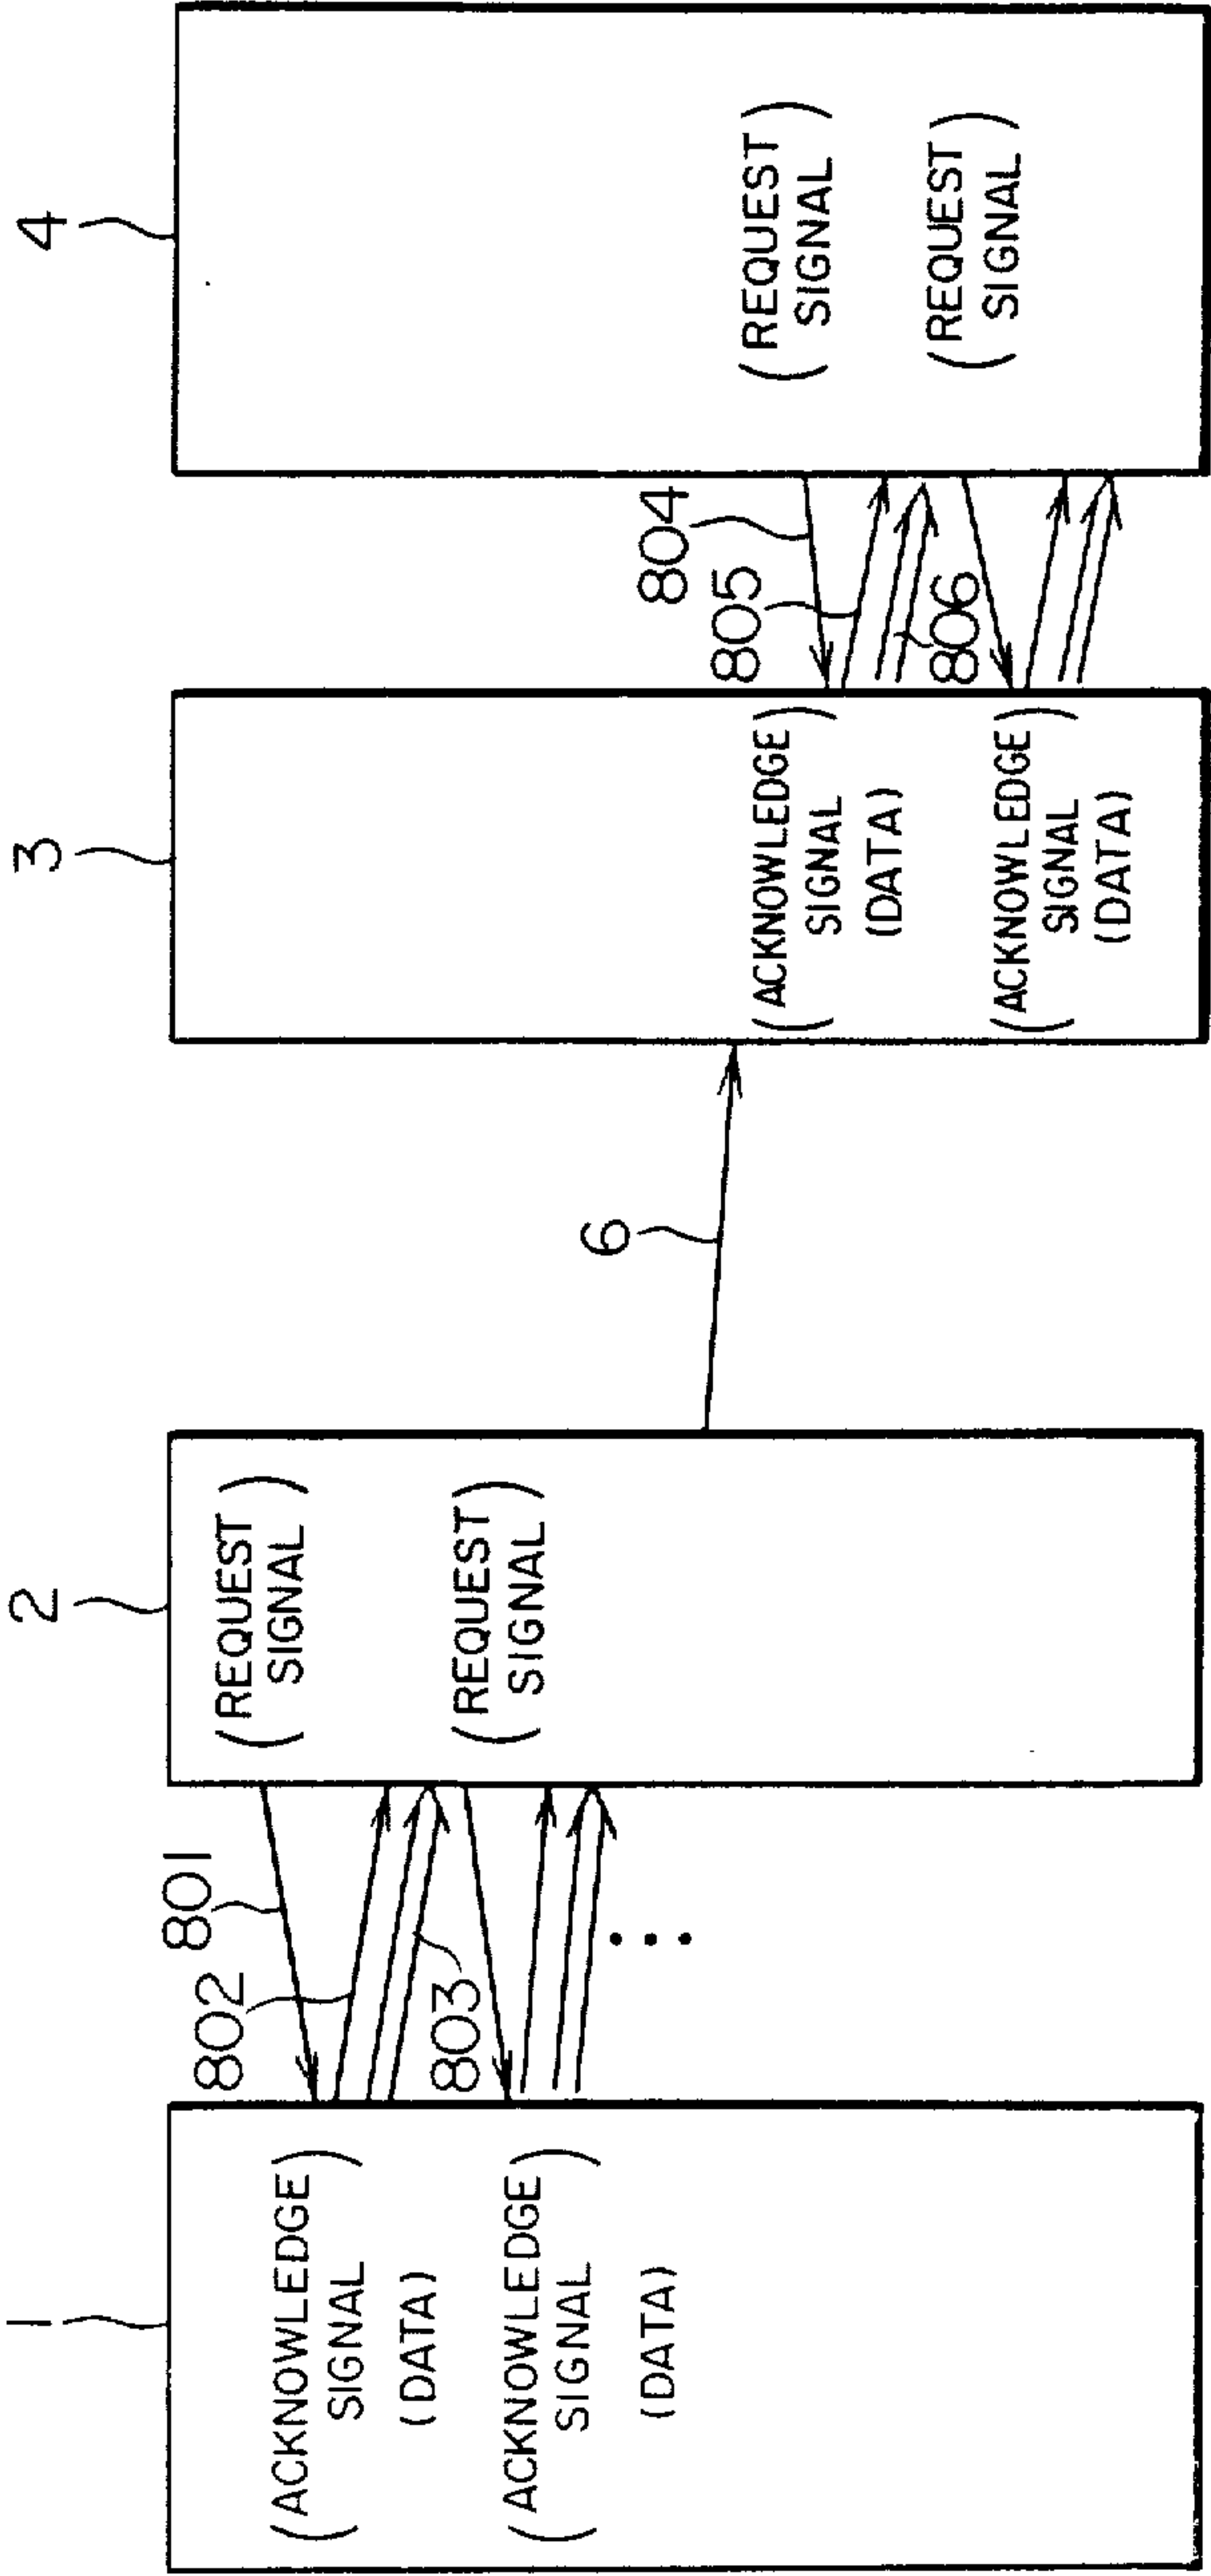 1
2
3
4
(ACKNOWLEDGE)
SIGNAL
(DATA)
(ACKNOWLEDGE)
SIGNAL
(DATA)
801
802
803
(REQUEST)
SIGNAL
(REQUEST)
SIGNAL
6
(ACKNOWLEDGE)
SIGNAL
(DATA)
(ACKNOWLEDGE)
SIGNAL
(DATA)
804
805
806
(REQUEST)
SIGNAL
(REQUEST)
SIGNAL